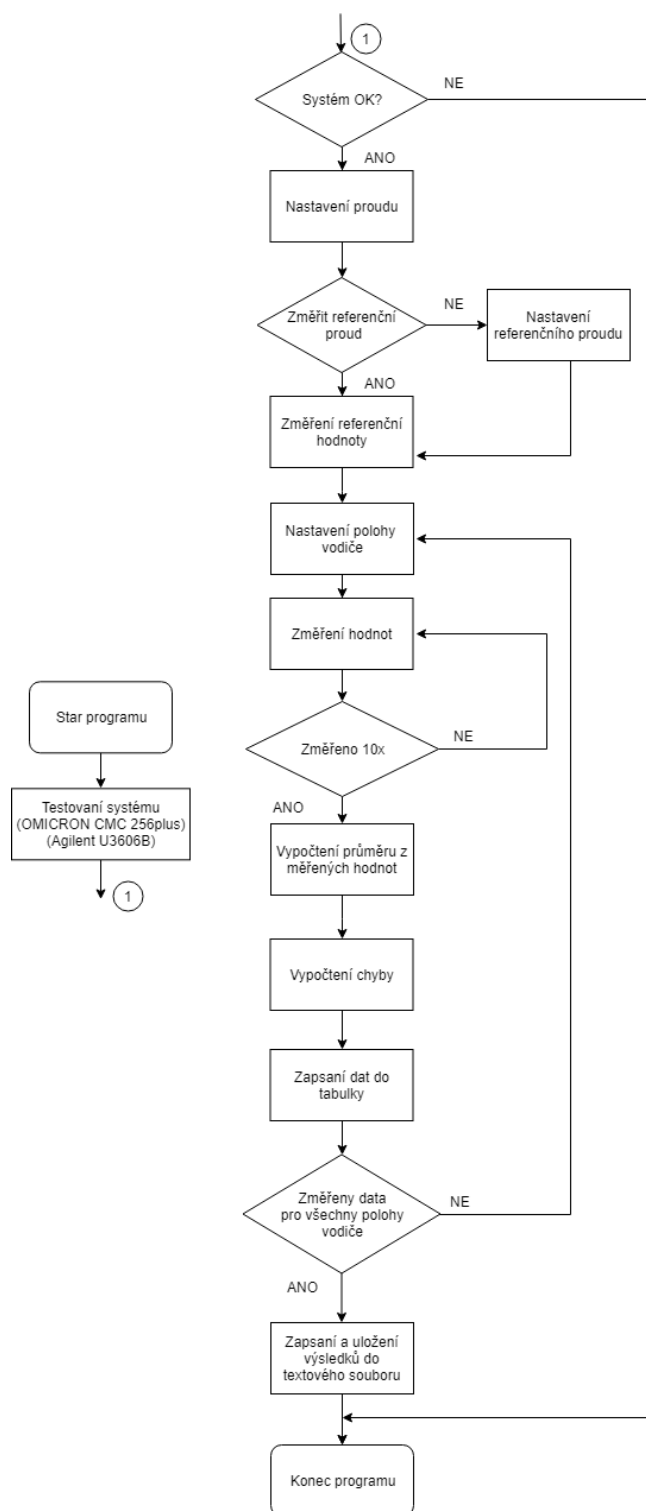 1
Systém OK?
NE
ANO
Nastavení proudu
Změřit referenční
proud
NE
Nastavení
referenčního proudu
ANO
Změření referenční
hodnoty
Nastavení polohy
vodiče
Změření hodnot
Změřeno 10x
NE
ANO
Star programu
Testovaní systému
(OMICRON CMC 256plus)
(Agilent U3606B)
1
Vypočtení průměru z
měřených hodnot
Vypočtení chyby
Zapsaní dat do
tabulky
Změřeny data
pro všechny polohy
vodiče
NE
ANO
Zapsaní a uložení
výsledků do
textového souboru
Konec programu